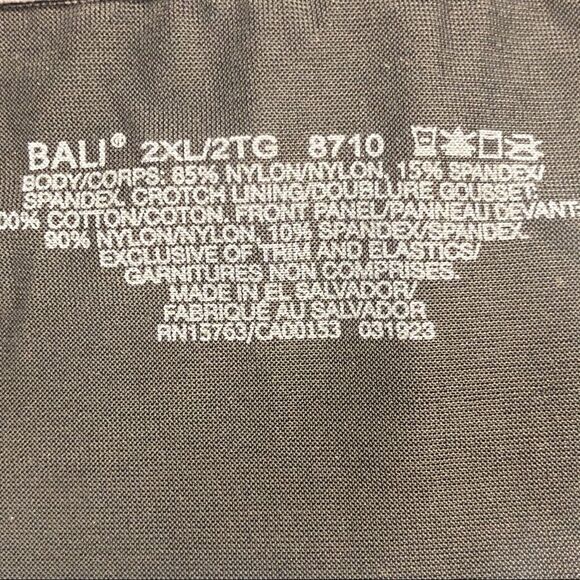 BALI® 2XL/2TG 8710
BODY/CORPS, 85% NYLON/NYLON, 15% SPANDEX/
SPANDEX, CROTCH LINING/DOUBLURE GOUSSET,
00% COTTON/COTON, FRONT PANEL/PANNEAU DEVANT
90% NYLON/NYLON, 10% SPANDEX/SPANDEX,
EXCLUSIVE OF TRIM AND ELASTICS/
GARNITURES NON COMPRISES.
MADE IN EL SALVADOR/
FABRIQUÉ AU SALVADOR
RN15763/CA00153 031923